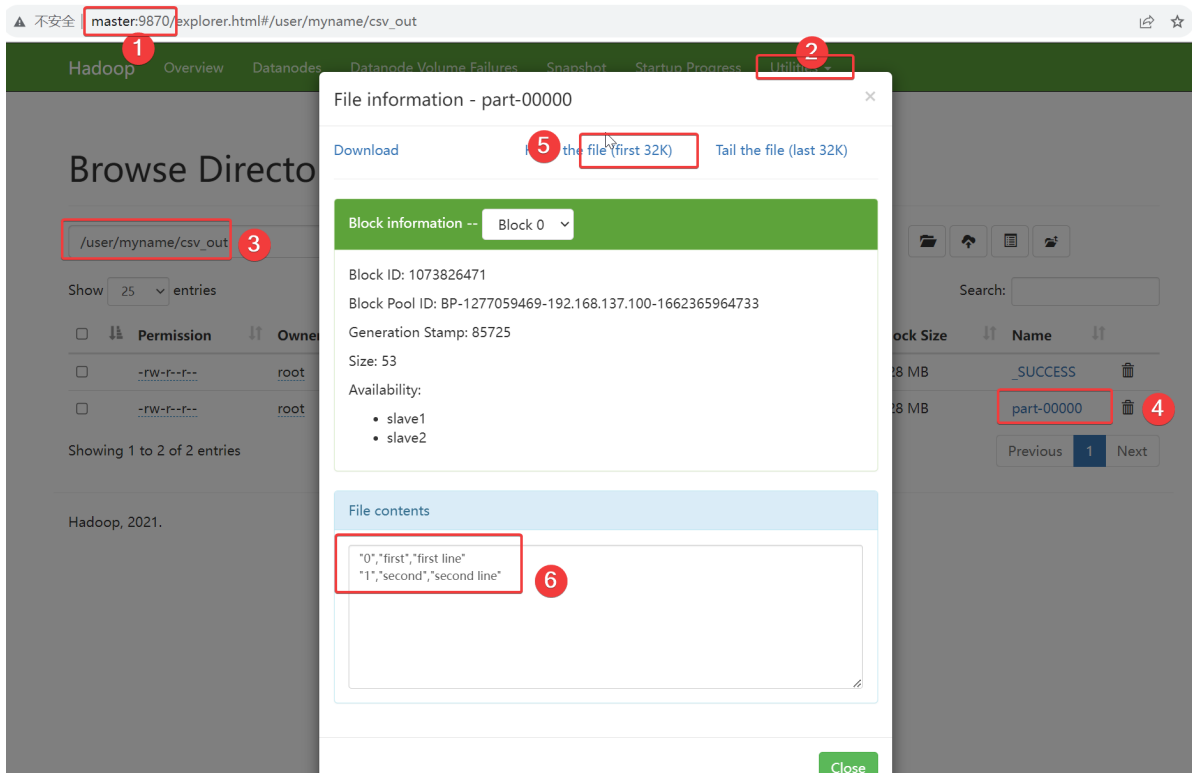 不安全 master:9870/explorer.html#/user/myname/csv_out
1
2
Hadoop Overview Datanodes Datanode Volume Failures Snapshot Startup Progress Utilities
File information - part-00000 ×
Download the file (first 32K) Tail the file (last 32K)
5
Browse Directo
Block information -- Block 0
/user/myname/csv_out 3
Block ID: 1073826471
Block Pool ID: BP-1277059469-192.168.137.100-1662365964733
Show 25 entries Search:
Generation Stamp: 85725
Permission Owne ock Size Name
Size: 53
-rw-r--r-- root 28 MB _SUCCESS
Availability:
-rw-r--r-- root 28 MB part-00000 4
slave1
slave2
Showing 1 to 2 of 2 entries Previous 1 Next
Hadoop, 2021.
File contents
"0","first","first line"
"1","second","second line"
6
Close